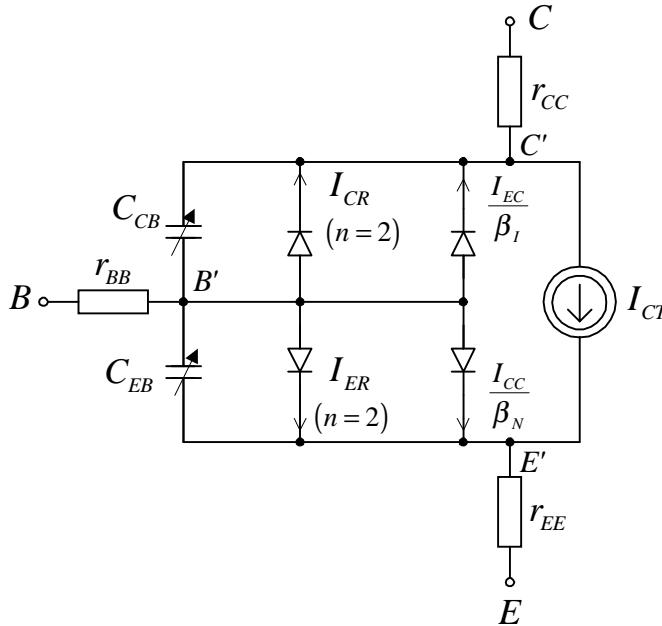 C
r_CC
C'
C_CB
I_CR
(n = 2)
I_EC
β_I
r_BB
B
B'
I_CT
C_EB
I_ER
(n = 2)
I_CC
β_N
E'
r_EE
E